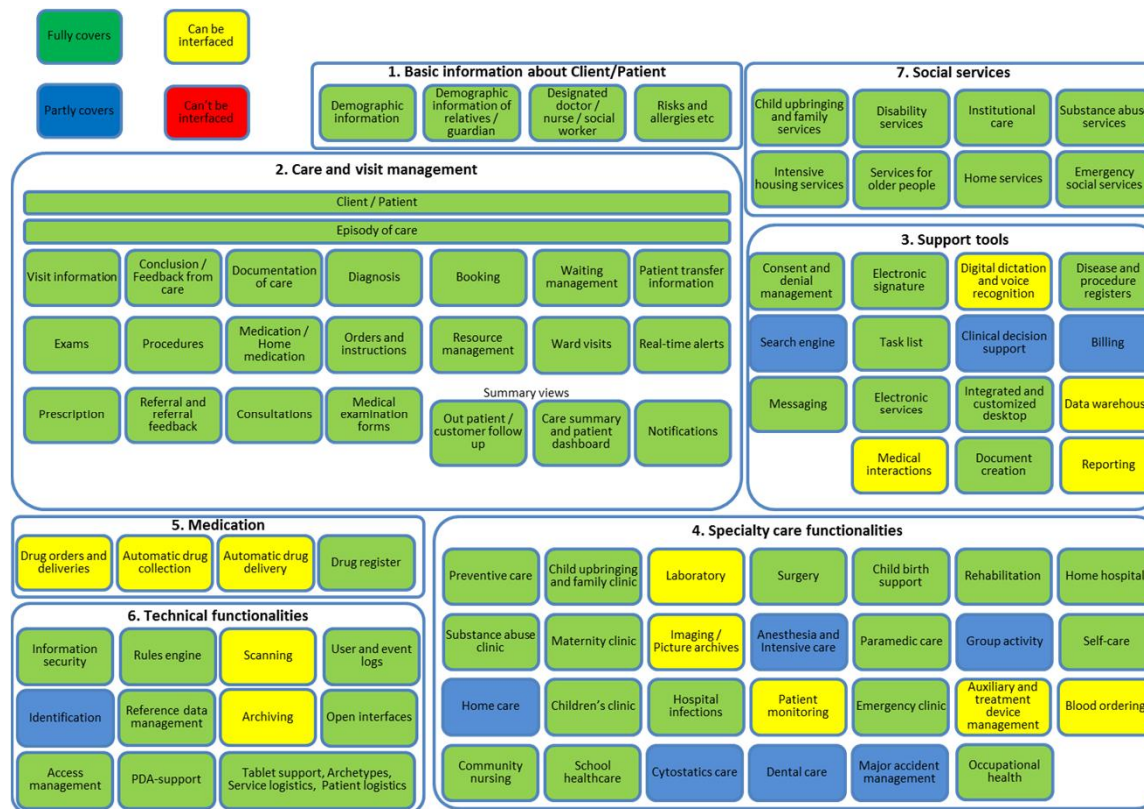 Fully covers
Can be
interfaced
Partly covers
Can't be
interfaced
1. Basic information about Client/Patient
Demographic
information
Demographic
information of
relatives /
guardian
Designated
doctor /
nurse / social
worker
Risks and
allergies etc
7. Social services
Child upbringing
and family
services
Disability
services
Institutional
care
Substance abuse
services
Intensive
housing services
Services for
older people
Home services
Emergency
social services
2. Care and visit management
Client / Patient
Episody of care
Visit information
Conclusion /
Feedback from
care
Documentation
of care
Diagnosis
Booking
Waiting
management
Patient transfer
information
Exams
Procedures
Medication /
Home
medication
Orders and
instructions
Resource
management
Ward visits
Real-time alerts
Summary views
Prescription
Referral and
referral
feedback
Consultations
Medical
examination
forms
Out patient /
customer follow
up
Care summary
and patient
dashboard
Notifications
3. Support tools
Consent and
denial management
Electronic
signature
Digital dictation
and voice
recognition
Disease and
procedure
registers
Search engine
Task list
Clinical decision
support
Billing
Messaging
Electronic
services
Integrated and
customized
desktop
Data warehous
Medical
interactions
Document
creation
Reporting
5. Medication
Drug orders and
deliveries
Automatic drug
collection
Automatic drug
delivery
Drug register
6. Technical functionalities
Information
security
Rules engine
Scanning
User and event
logs
Identification
Reference data
management
Archiving
Open interfaces
Access
management
PDA-support
Tablet support, Archetypes,
Service logistics, Patient logistics
4. Specialty care functionalities
Preventive care
Child upbringing
and family clinic
Laboratory
Surgery
Child birth
support
Rehabilitation
Home hospital
Substance abuse
clinic
Maternity clinic
Imaging /
Picture archives
Anesthesia and
Intensive care
Paramedic care
Group activity
Self-care
Home care
Children's clinic
Hospital
infections
Patient
monitoring
Emergency clinic
Auxiliary and
treatment
device
management
Blood ordering
Community
nursing
School
healthcare
Cytostatics care
Dental care
Major accident
management
Occupational
health